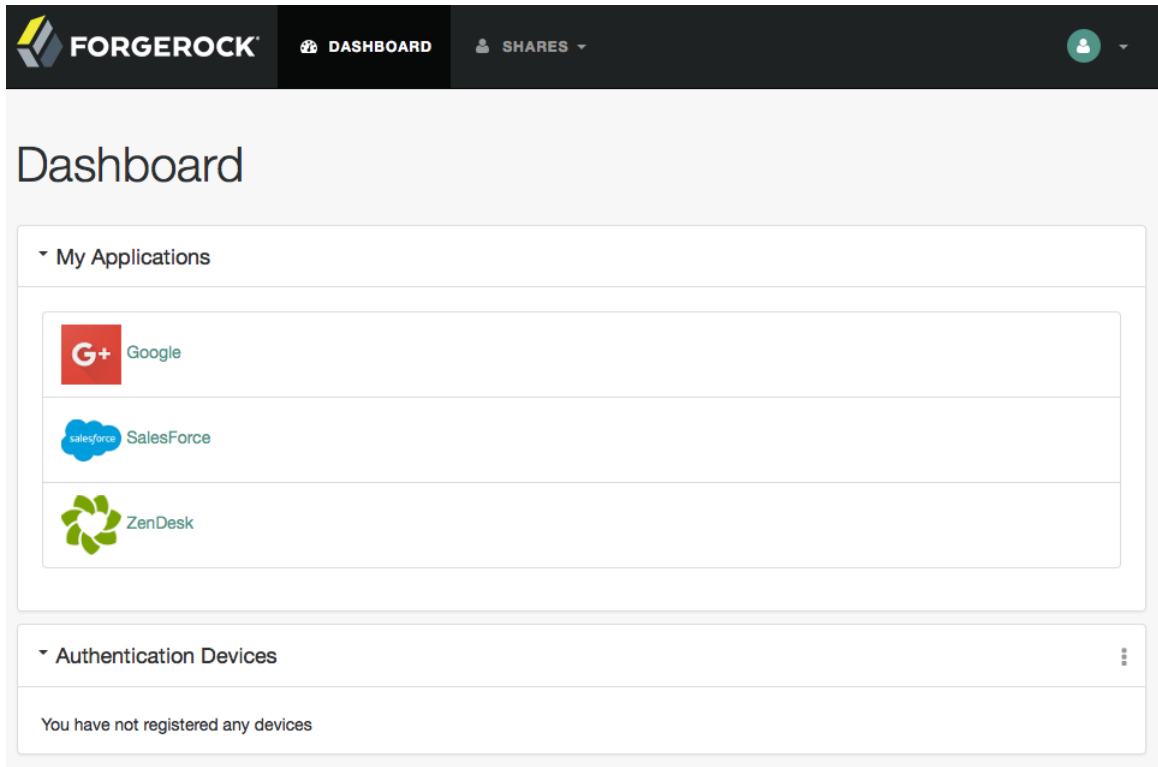 FORGEROCK DASHBOARD SHARES
Dashboard
My Applications
G+ Google
salesforce SalesForce
ZenDesk
Authentication Devices
You have not registered any devices